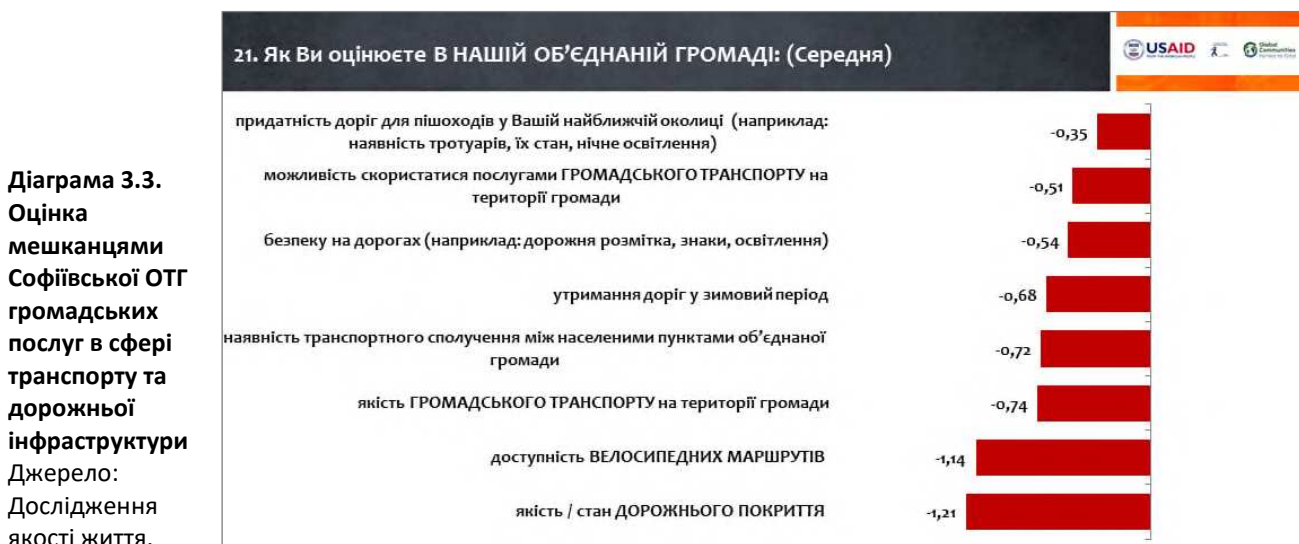 21. Як Ви оцінюєте В НАШІЙ ОБ’ЄДНАНІЙ ГРОМАДІ: (Середня)
USAID
Global
Communities
придатність доріг для пішоходів у Вашій найближчій околиці (наприклад:
наявність тротуарів, їх стан, нічне освітлення)
-0,35
можливість скористатися послугами ГРОМАДСЬКОГО ТРАНСПОРТУ на
території громади
-0,51
безпеку на дорогах (наприклад: дорожня розмітка, знаки, освітлення)
-0,54
утримання доріг у зимовий період
-0,68
наявність транспортного сполучення між населеними пунктами об’єднаної
громади
-0,72
якість ГРОМАДСЬКОГО ТРАНСПОРТУ на території громади
-0,74
доступність ВЕЛОСИПЕДНИХ МАРШРУТІВ
-1,14
якість / стан ДОРОЖНЬОГО ПОКРИТТЯ
-1,21
Діаграма 3.3.
Оцінка
мешканцями
Софіївської ОТГ
громадських
послуг в сфері
транспорту та
дорожньої
інфраструктури
Джерело:
Дослідження
якості життя.